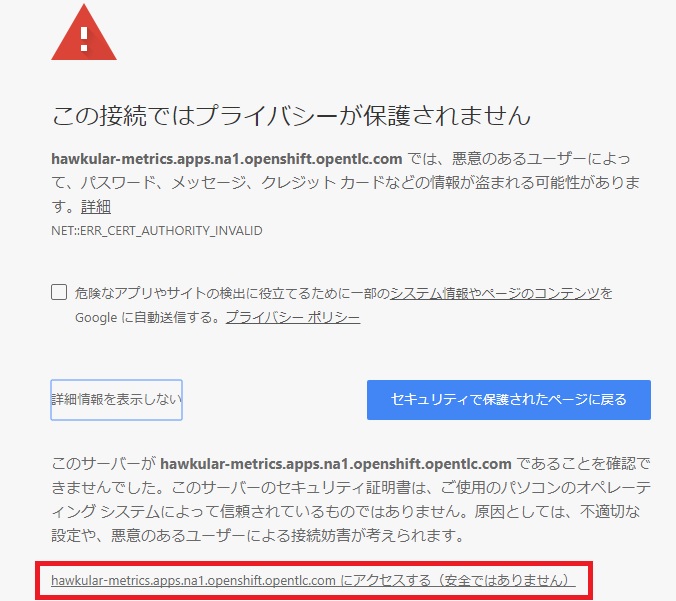 この接続ではプライバシーが保護されません
hawkular-metrics.apps.na1.openshift.opentlc.com では、悪意のあるユーザーによっ
て、パスワード、メッセージ、クレジット カードなどの情報が盗まれる可能性がありま
す。詳細
NET::ERR_CERT_AUTHORITY_INVALID
危険なアプリやサイトの検出に役立てるために一部のシステム情報やページのコンテンツを
Google に自動送信する。プライバシー ポリシー
詳細情報を表示しない
セキュリティで保護されたページに戻る
このサーバーが hawkular-metrics.apps.na1.openshift.opentlc.com であることを確認で
きませんでした。このサーバーのセキュリティ証明書は、ご使用のパソコンのオペレーテ
ィング システムによって信頼されているものではありません。原因としては、不適切な
設定や、悪意のあるユーザーによる接続妨害が考えられます。
hawkular-metrics.apps.na1.openshift.opentlc.com にアクセスする（安全ではありません）